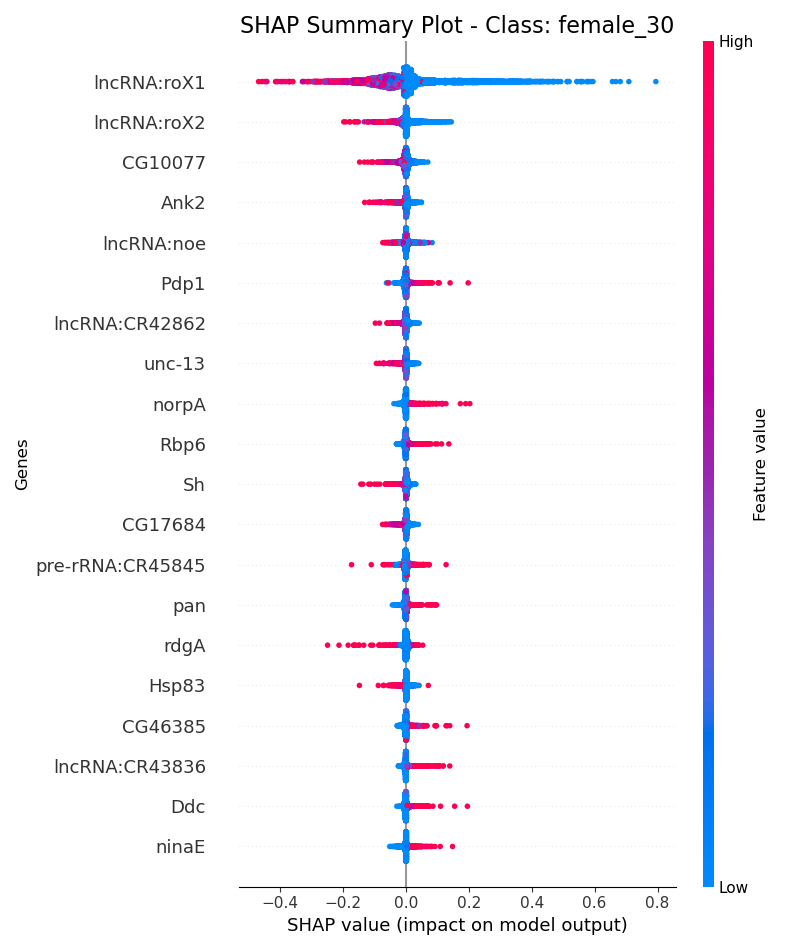 SHAP Summary Plot - Class: female_30
High
lncRNA:roX1
lncRNA:roX2
CG10077
Ank2
lncRNA:noe
Pdp1
lncRNA:CR42862
unc-13
norpA
Rbp6
Sh
CG17684
pre-rRNA:CR45845
pan
rdgA
Hsp83
CG46385
lncRNA:CR43836
Ddc
ninaE
Genes
Feature value
Low
−0.4 −0.2 0.0 0.2 0.4 0.6 0.8
SHAP value (impact on model output)